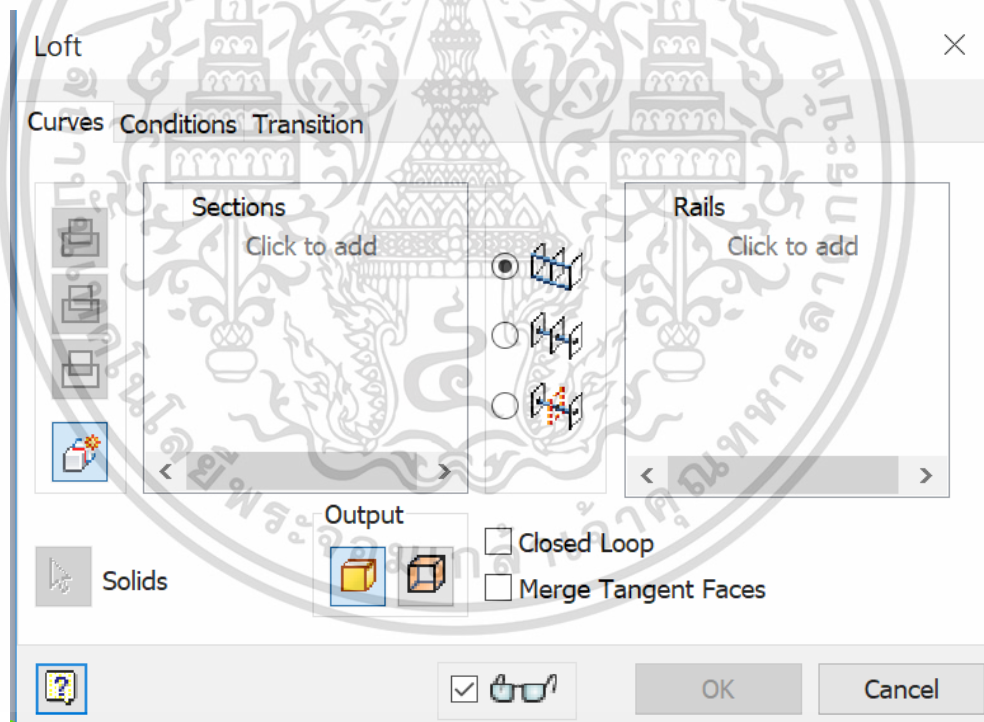 Loft
Curves Conditions Transition
Sections
Click to add
Rails
Click to add
Output
Closed Loop
Merge Tangent Faces
Solids
OK
Cancel